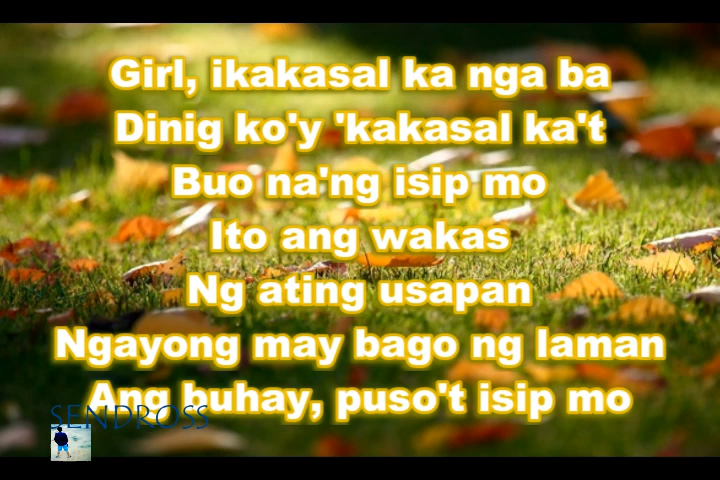 Girl, ikakasal ka nga ba
Dinig ko'y 'kakasal ka't
Buo na'ng isip mo
Ito ang wakas
Ng ating usapan
Ngayong may bago ng laman
Ang buhay, puso't isip mo
SENDROSS